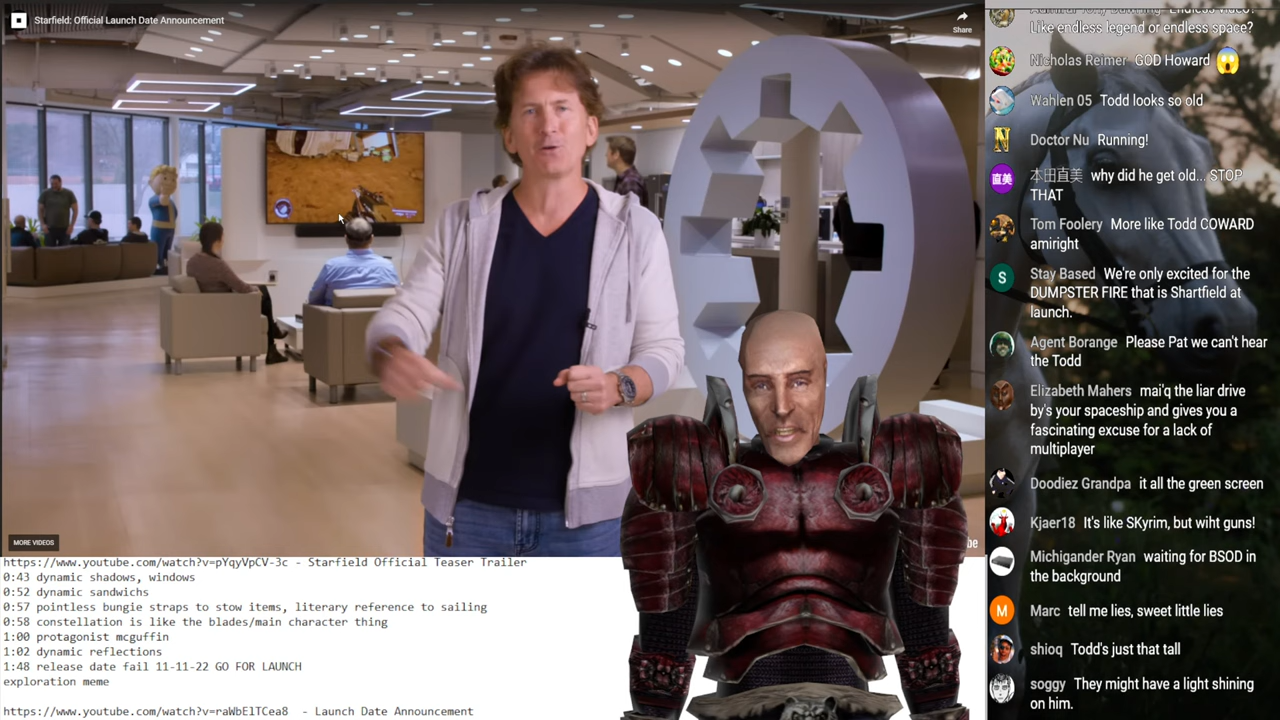 Starfield: Official Launch Date Announcement
Share
MORE VIDEOS
https://www.youtube.com/watch?v=pYqyVpCV-3c - Starfield Official Teaser Trailer
0:43 dynamic shadows, windows
0:52 dynamic sandwichs
0:57 pointless bungie straps to stow items, literary reference to sailing
0:58 constellation is like the blades/main character thing
1:00 protagonist mcguffin
1:02 dynamic reflections
1:48 release date fail 11-11-22 GO FOR LAUNCH
exploration meme
https://www.youtube.com/watch?v=raWbElTCea8 - Launch Date Announcement
Like endless legend or endless space?
Nicholas Reimer GOD Howard 😱
Wahlen 05 Todd looks so old
N
Doctor Nu Running!
直美
本田直美 why did he get old... STOP
THAT
Tom Foolery More like Todd COWARD
amiright
S
Stay Based We're only excited for the
DUMPSTER FIRE that is Shartfield at
launch.
Agent Borange Please Pat we can't hear
the Todd
Elizabeth Mahers mai'q the liar drive
by's your spaceship and gives you a
fascinating excuse for a lack of
multiplayer
Doodiez Grandpa it all the green screen
Kjaer18 It's like SKyrim, but wiht guns!
Michigander Ryan waiting for BSOD in
the background
M
Marc tell me lies, sweet little lies
shioq Todd's just that tall
soggy They might have a light shining
on him.